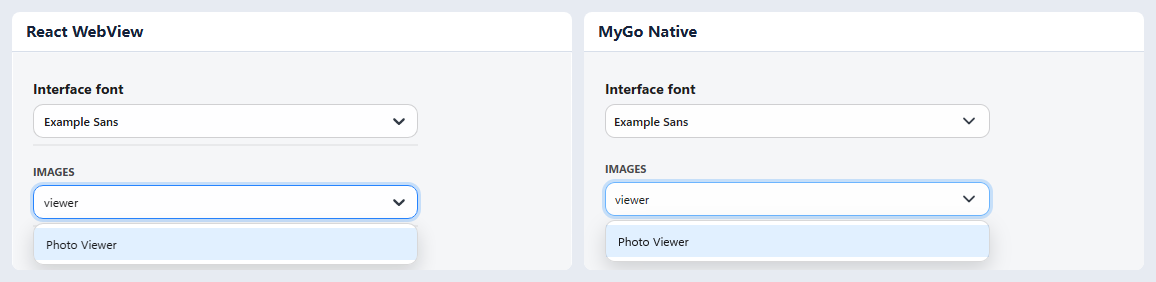 React WebView
Interface font
Example Sans
IMAGES
viewer
Photo Viewer
MyGo Native
Interface font
Example Sans
IMAGES
viewer
Photo Viewer